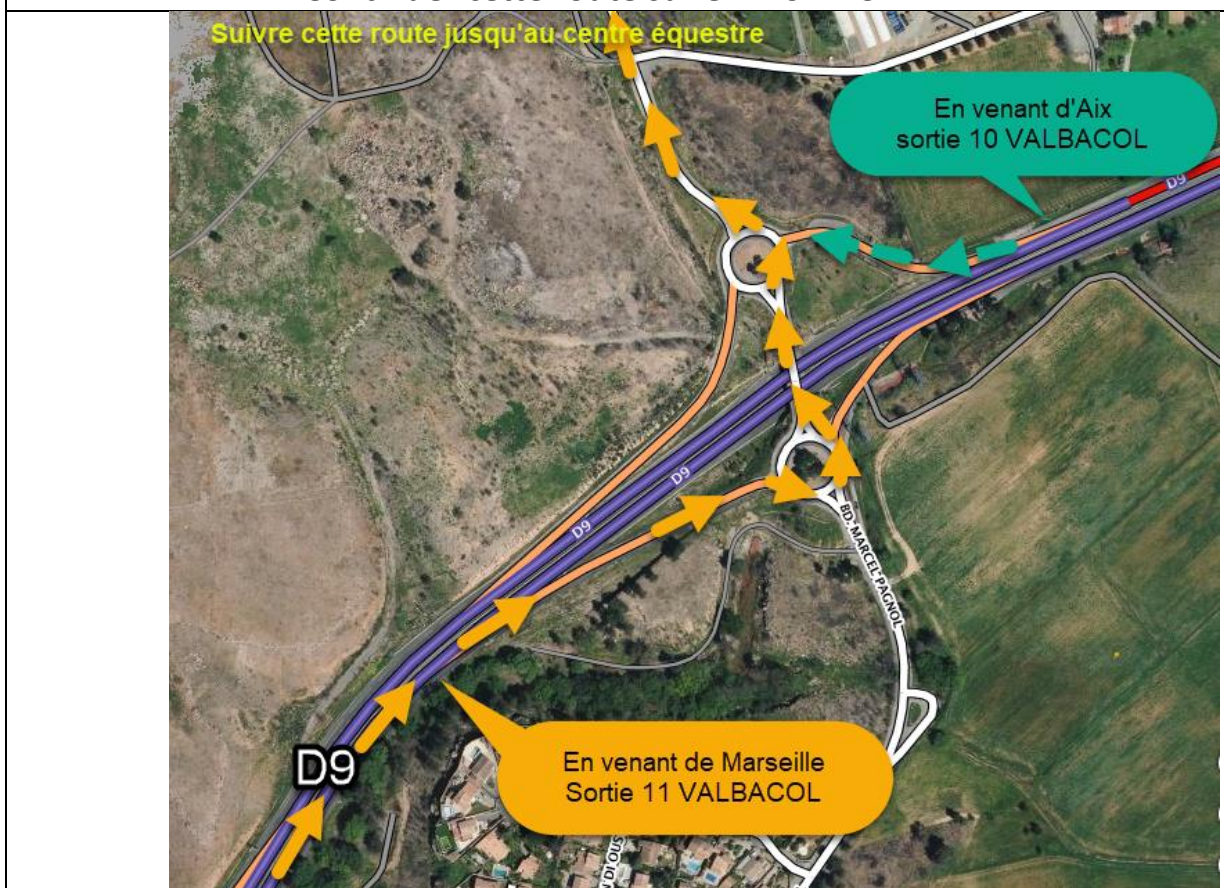 Suivre cette route jusqu'au centre équestre
En venant d'Aix
sortie 10 VALBACOL
D9
D9
D9
BD. MARCEL PAGNOL
D9
En venant de Marseille
Sortie 11 VALBACOL